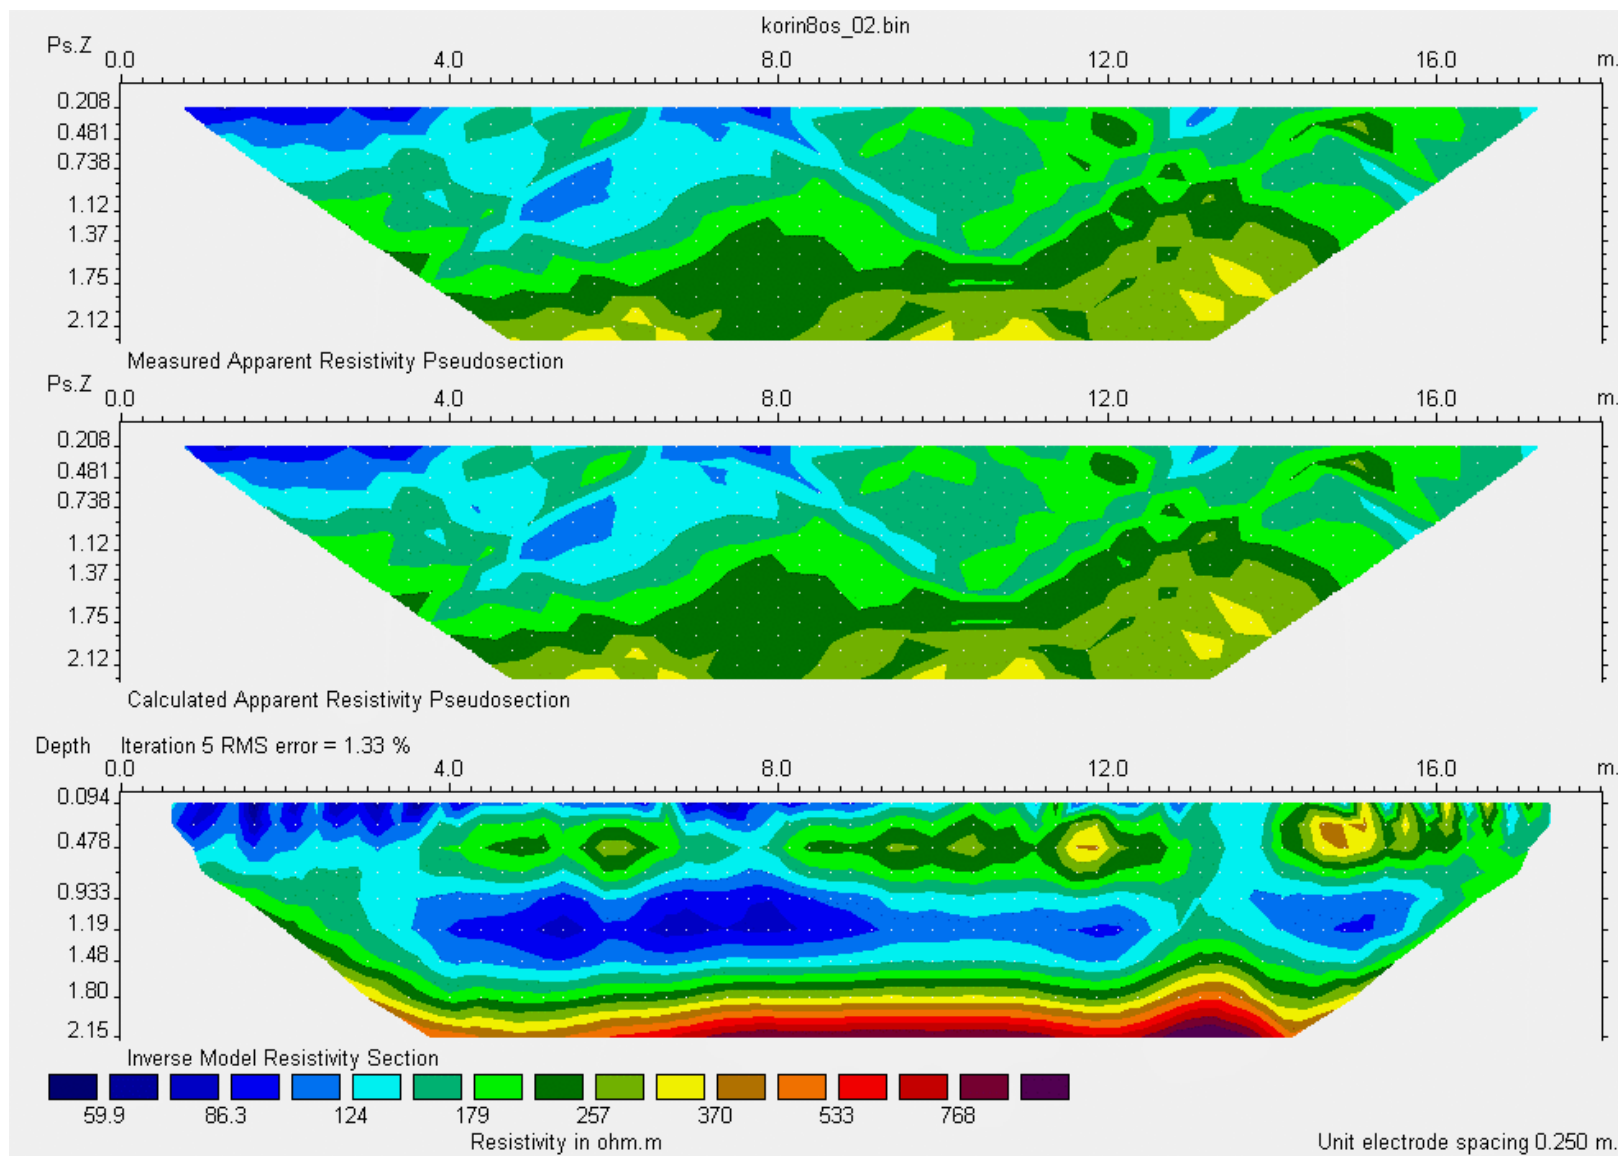 korin8os_02.bin
Ps.Z 0.0 4.0 8.0 12.0 16.0 m.
0.208
0.481
0.738
1.12
1.37
1.75
2.12
Measured Apparent Resistivity Pseudosection
Ps.Z 0.0 4.0 8.0 12.0 16.0 m.
0.208
0.481
0.738
1.12
1.37
1.75
2.12
Calculated Apparent Resistivity Pseudosection
Depth Iteration 5 RMS error = 1.33 %
0.0 4.0 8.0 12.0 16.0 m.
0.094
0.478
0.933
1.19
1.48
1.80
2.15
Inverse Model Resistivity Section
59.9 86.3 124 179 257 370 533 768
Resistivity in ohm.m Unit electrode spacing 0.250 m.